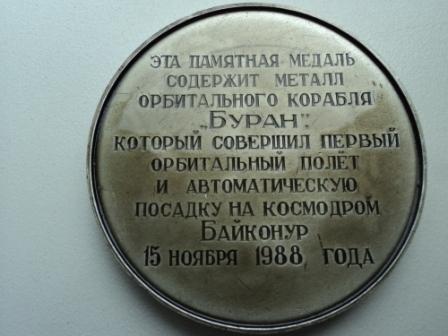 ЭТА ПАМЯТНАЯ МЕДАЛЬ
СОДЕРЖИТ МЕТАЛЛ
ОРБИТАЛЬНОГО КОРАБЛЯ
„БУРАН",
КОТОРЫЙ СОВЕРШИЛ ПЕРВЫЙ
ОРБИТАЛЬНЫЙ ПОЛЁТ
И АВТОМАТИЧЕСКУЮ
ПОСАДКУ НА КОСМОДРОМ
БАЙКОНУР
15 НОЯБРЯ 1988 ГОДА